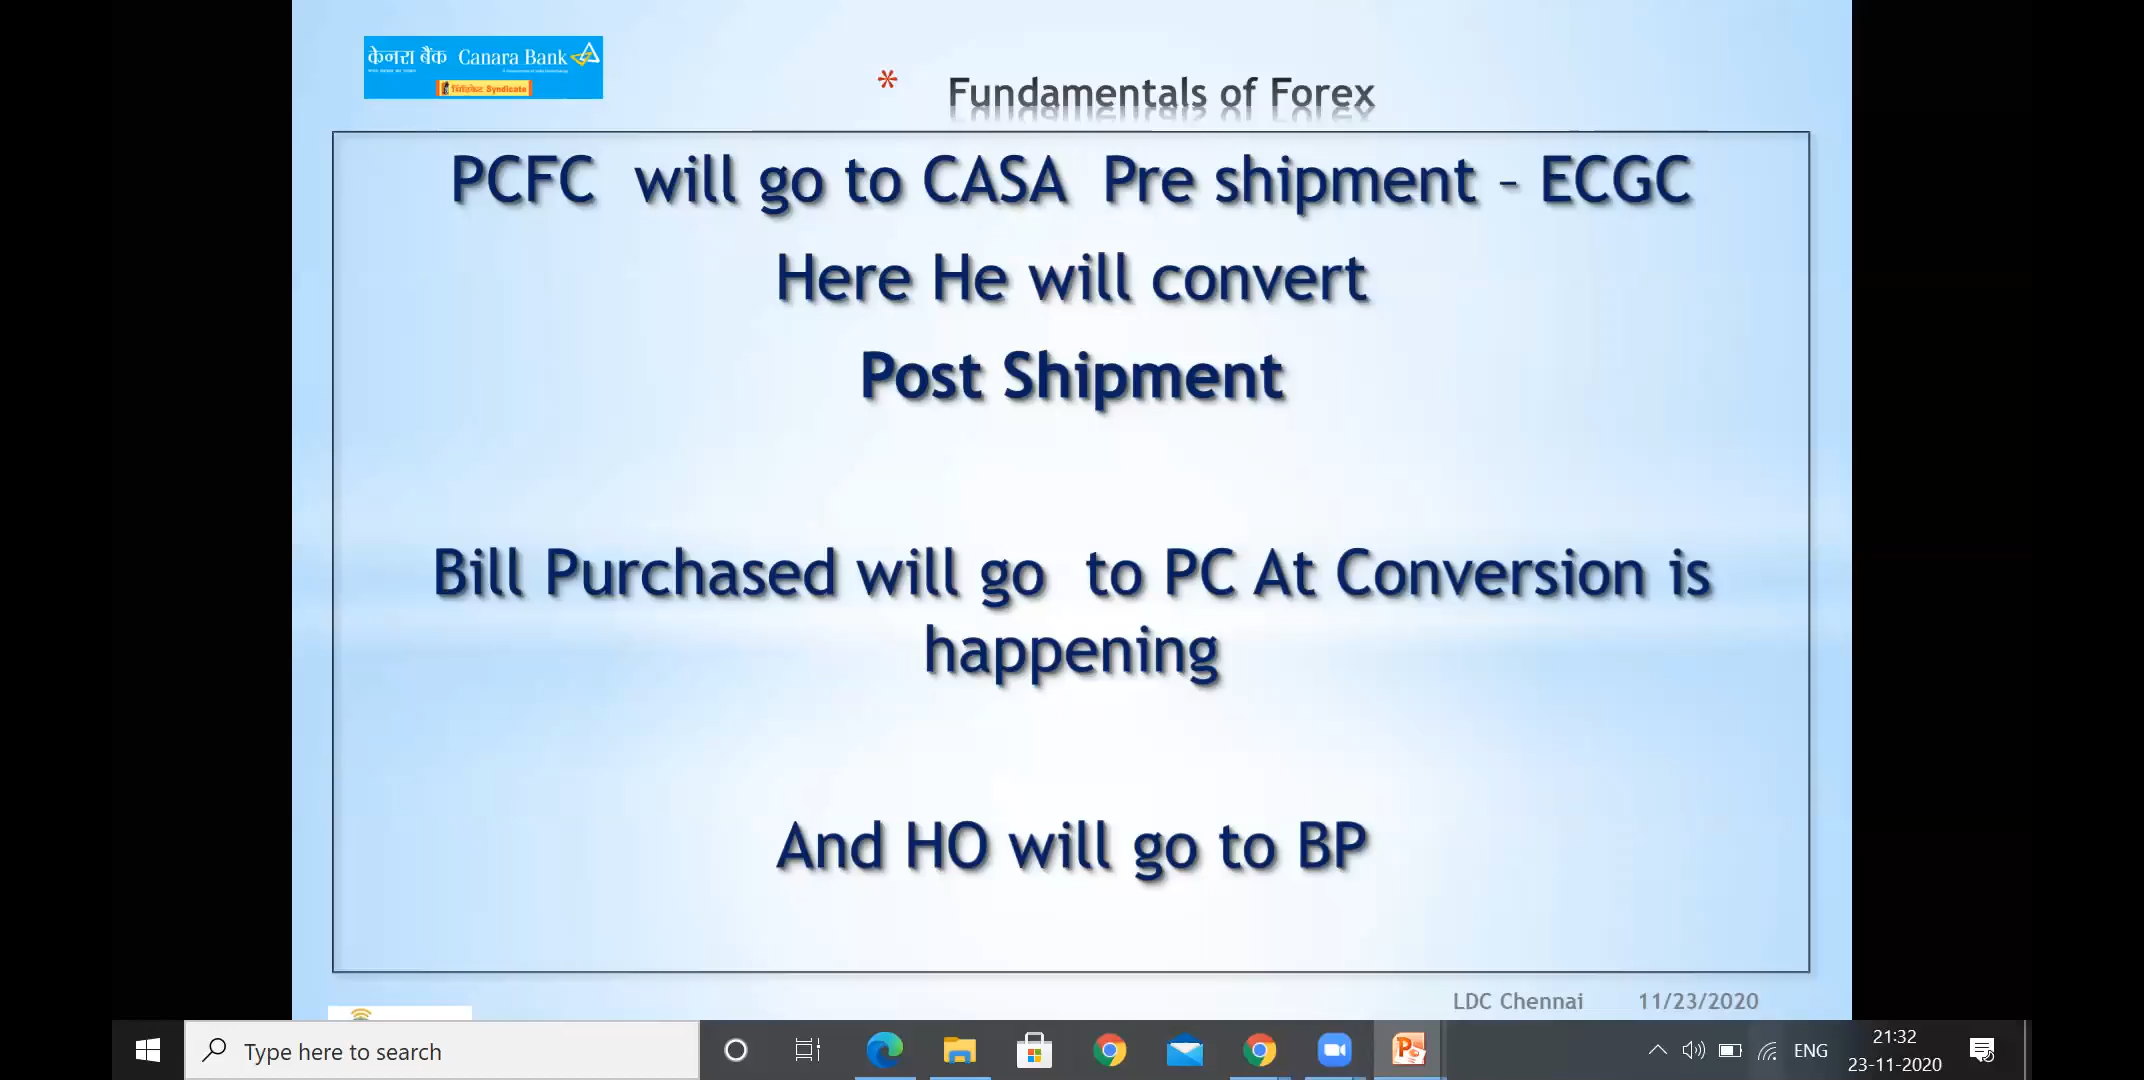 केनरा बैंक Canara Bank
सिंडिकेट Syndicate
* Fundamentals of Forex
PCFC will go to CASA Pre shipment – ECGC
Here He will convert
Post Shipment
Bill Purchased will go to PC At Conversion is
happening
And HO will go to BP
LDC Chennai 11/23/2020
Type here to search
ENG
21:32
23-11-2020